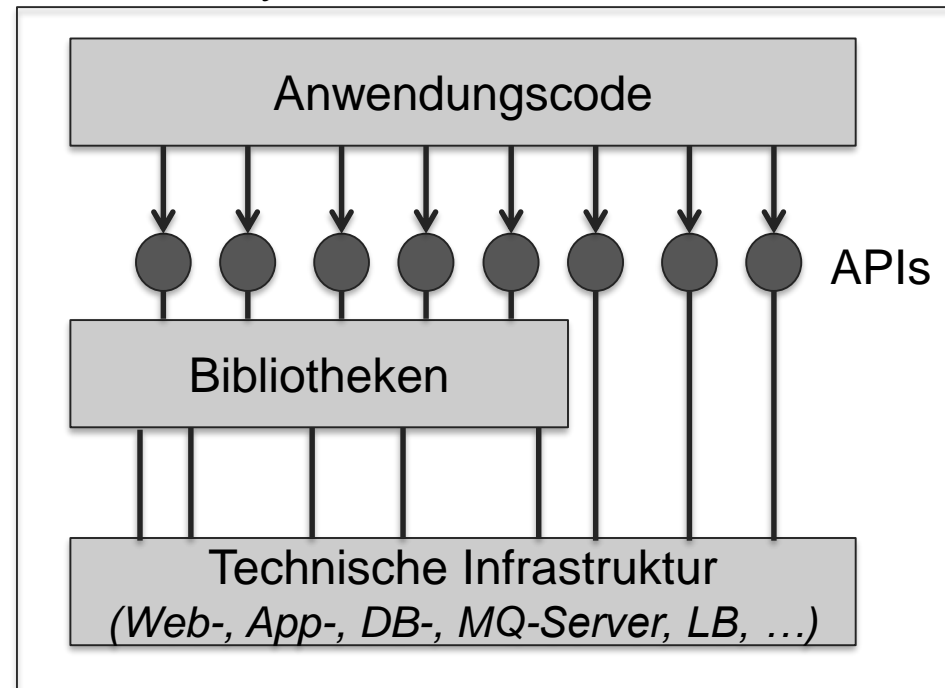 Anwendungscode
APIs
Bibliotheken
Technische Infrastruktur
(Web-, App-, DB-, MQ-Server, LB, …)